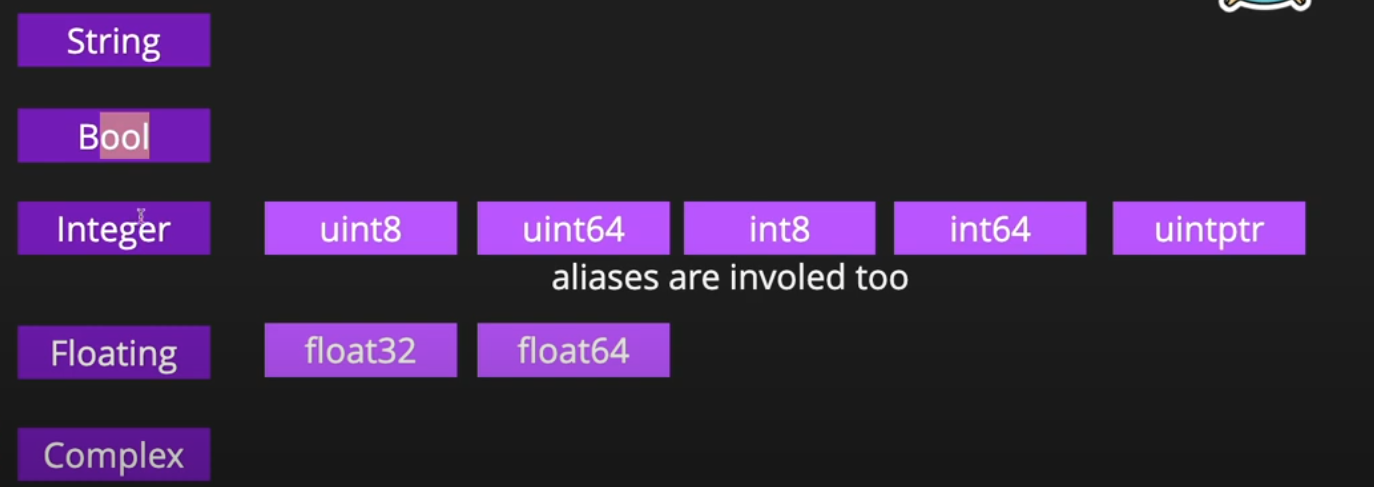 String
Bool
Integer uint8 uint64 int8 int64 uintptr
aliases are involed too
Floating float32 float64
Complex